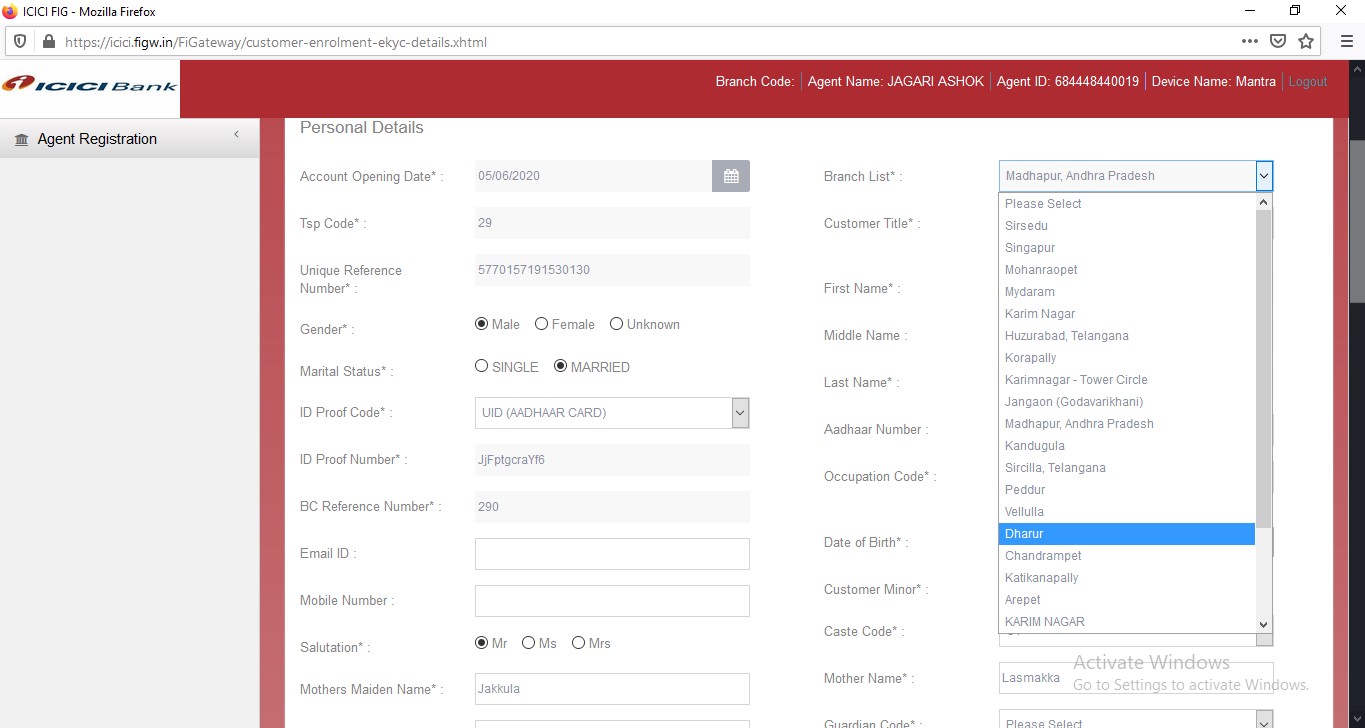 ICICI FIG - Mozilla Firefox
https://icici.figw.in/FiGateway/customer-enrolment-ekyc-details.xhtml
ICICI Bank
Branch Code: Agent Name: JAGARI ASHOK Agent ID: 684448440019 Device Name: Mantra Logout
Agent Registration
Personal Details
Account Opening Date* : 05/06/2020
Tsp Code* : 29
Unique Reference
Number* :
5770157191530130
Gender* : Male Female Unknown
Marital Status* : SINGLE MARRIED
ID Proof Code* : UID (AADHAAR CARD)
ID Proof Number* : JjFptgcraYf6
BC Reference Number* : 290
Email ID :
Mobile Number :
Salutation* : Mr Ms Mrs
Mothers Maiden Name* : Jakkula
Branch List* : Madhapur, Andhra Pradesh
Customer Title* :
First Name* :
Middle Name :
Last Name* :
Aadhaar Number :
Occupation Code* :
Date of Birth* :
Customer Minor* :
Caste Code* :
Mother Name* : Lasmakka
Guardian Code* : Please Select
Please Select
Sirsedu
Singapur
Mohanraopet
Mydaram
Karim Nagar
Huzurabad, Telangana
Korapally
Karimnagar - Tower Circle
Jangaon (Godavarikhani)
Madhapur, Andhra Pradesh
Kandugula
Sircilla, Telangana
Peddur
Vellulla
Dharur
Chandrampet
Katikanapally
Arepet
KARIM NAGAR
Activate Windows
Go to Settings to activate Windows.